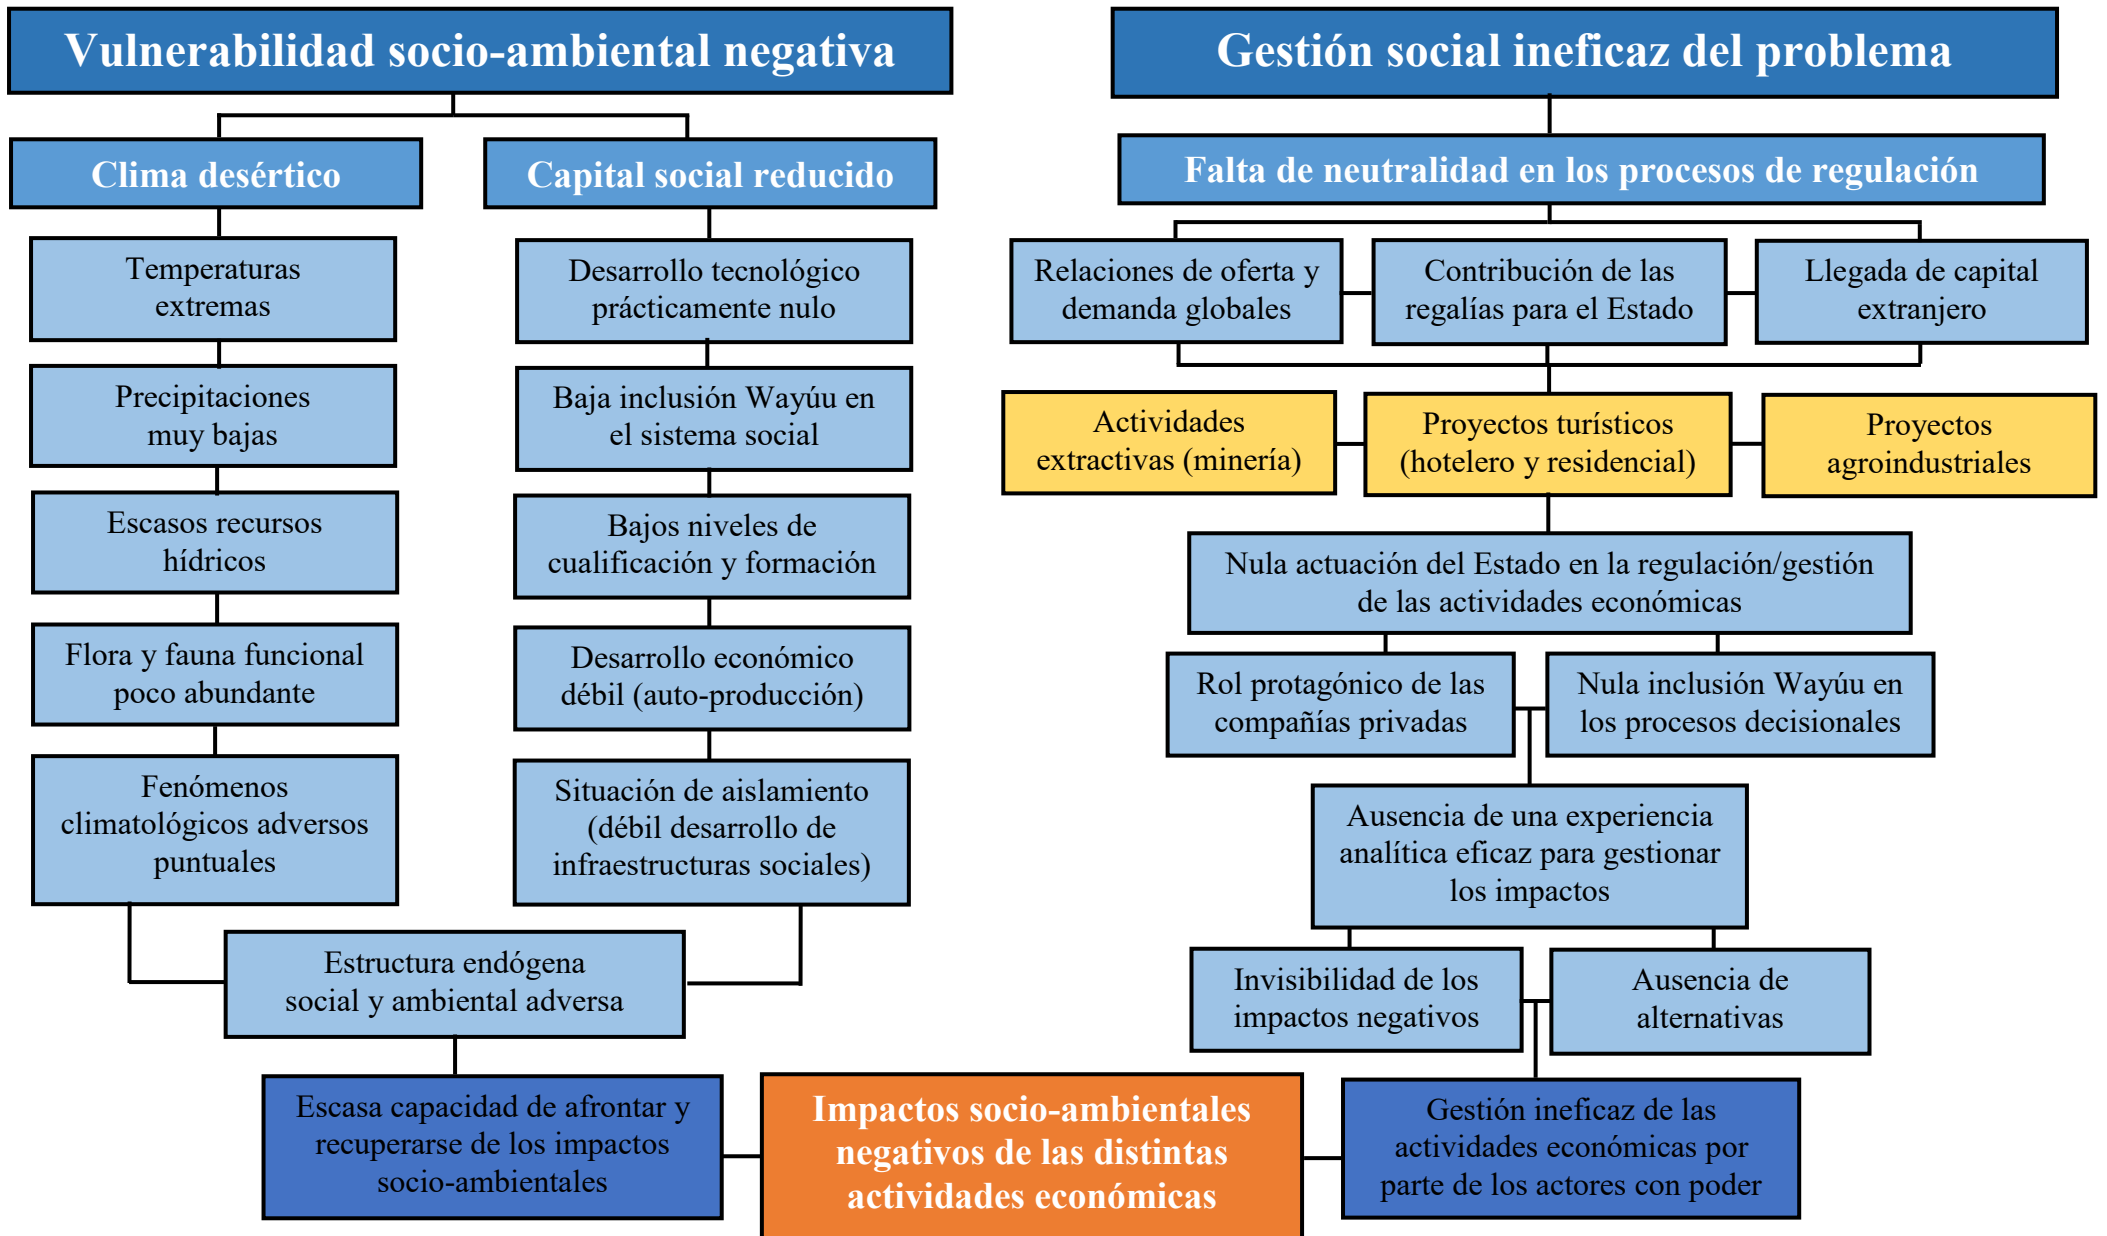 Vulnerabilidad socio-ambiental negativa
Clima desértico
Capital social reducido
Temperaturas
extremas
Precipitaciones
muy bajas
Escasos recursos
hídricos
Flora y fauna funcional
poco abundante
Fenómenos
climatológicos adversos
puntuales
Desarrollo tecnológico
prácticamente nulo
Baja inclusión Wayúu en
el sistema social
Bajos niveles de
cualificación y formación
Desarrollo económico
débil (auto-producción)
Situación de aislamiento
(débil desarrollo de
infraestructuras sociales)
Estructura endógena
social y ambiental adversa
Escasa capacidad de afrontar y
recuperarse de los impactos
socio-ambientales
Gestión social ineficaz del problema
Falta de neutralidad en los procesos de regulación
Relaciones de oferta y
demanda globales
Contribución de las
regalías para el Estado
Llegada de capital
extranjero
Actividades
extractivas (minería)
Proyectos turísticos
(hotelero y residencial)
Proyectos
agroindustriales
Nula actuación del Estado en la regulación/gestión
de las actividades económicas
Rol protagónico de las
compañías privadas
Nula inclusión Wayúu en
los procesos decisionales
Ausencia de una experiencia
analítica eficaz para gestionar
los impactos
Invisibilidad de los
impactos negativos
Ausencia de
alternativas
Gestión ineficaz de las
actividades económicas por
parte de los actores con poder
Impactos socio-ambientales
negativos de las distintas
actividades económicas